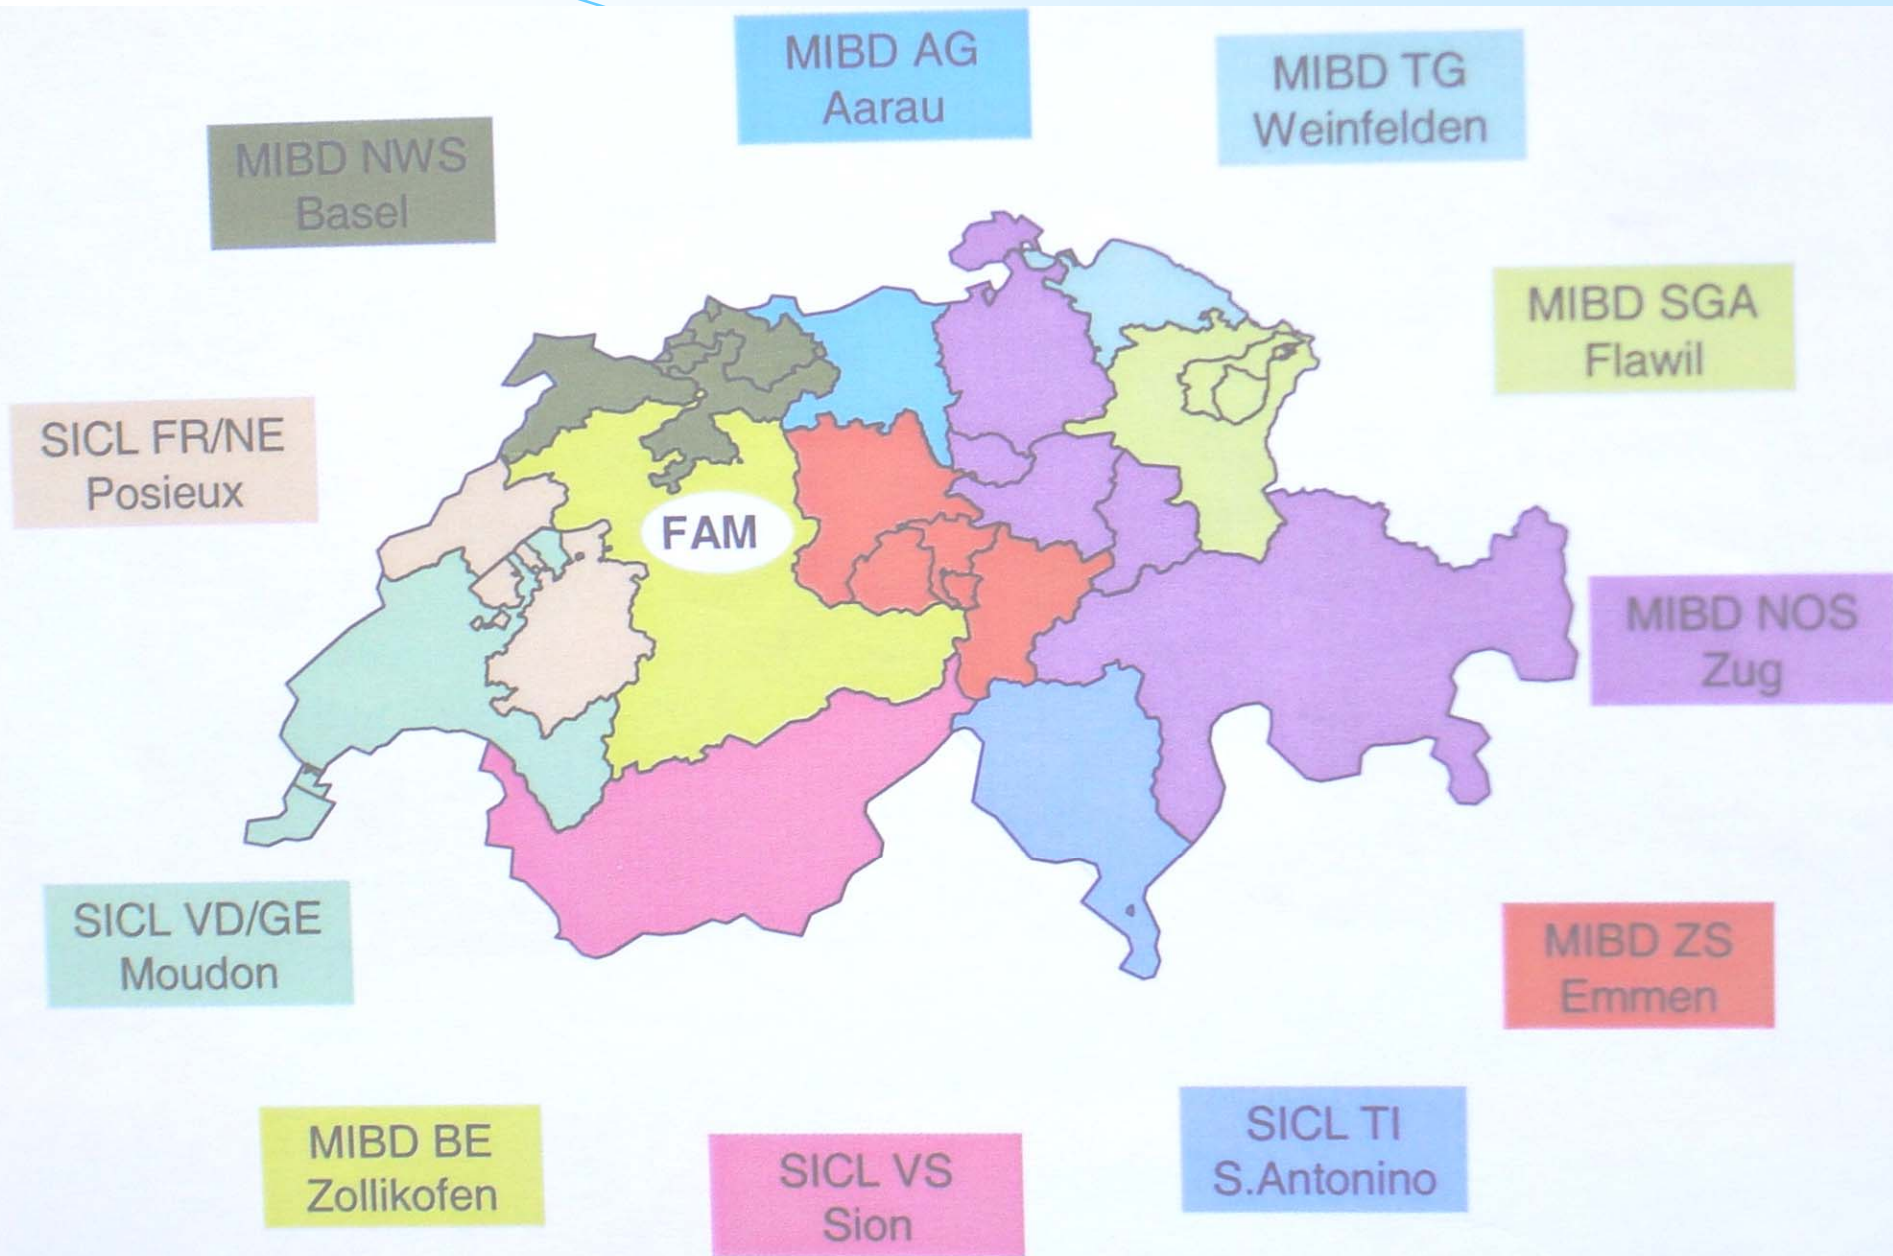 MIBD AG
Aarau
MIBD TG
Weinfelden
MIBD NWS
Basel
MIBD SGA
Flawil
SICL FR/NE
Posieux
FAM
MIBD NOS
Zug
SICL VD/GE
Moudon
MIBD ZS
Emmen
MIBD BE
Zollikofen
SICL VS
Sion
SICL TI
S.Antonino